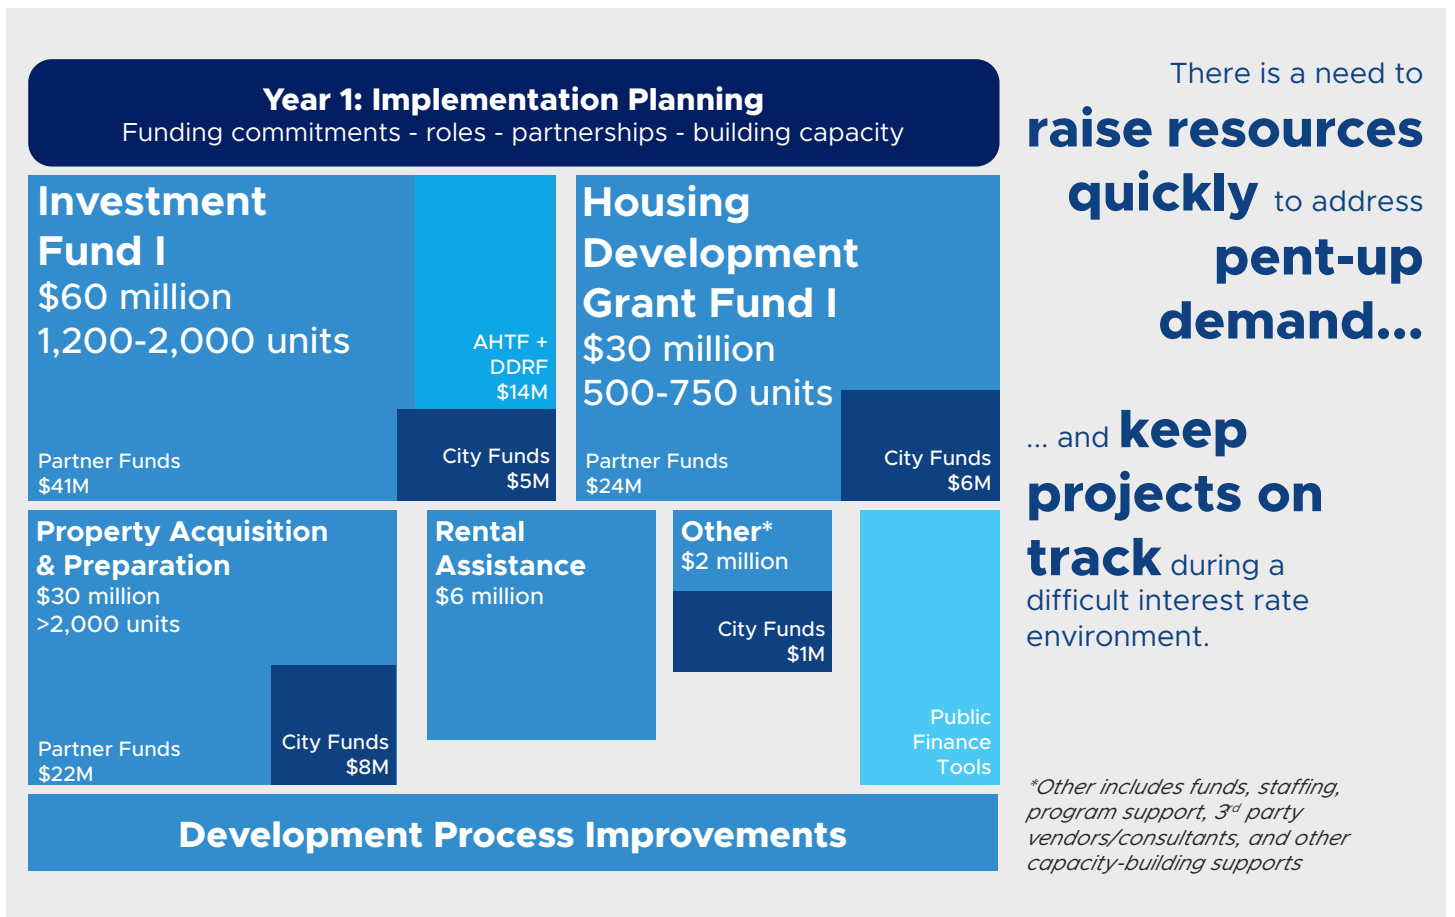 Year 1: Implementation Planning
Funding commitments - roles - partnerships - building capacity
Investment
Fund I
$60 million
1,200-2,000 units
AHTF +
DDRF
$14M
Partner Funds
$41M
City Funds
$5M
Housing
Development
Grant Fund I
$30 million
500-750 units
Partner Funds
$24M
City Funds
$6M
Property Acquisition
& Preparation
$30 million
>2,000 units
Partner Funds
$22M
City Funds
$8M
Rental
Assistance
$6 million
Other*
$2 million
City Funds
$1M
Public
Finance
Tools
Development Process Improvements
There is a need to
raise resources
quickly to address
pent-up
demand...
... and keep
projects on
track during a
difficult interest rate
environment.
*Other includes funds, staffing,
program support, 3rd party
vendors/consultants, and other
capacity-building supports